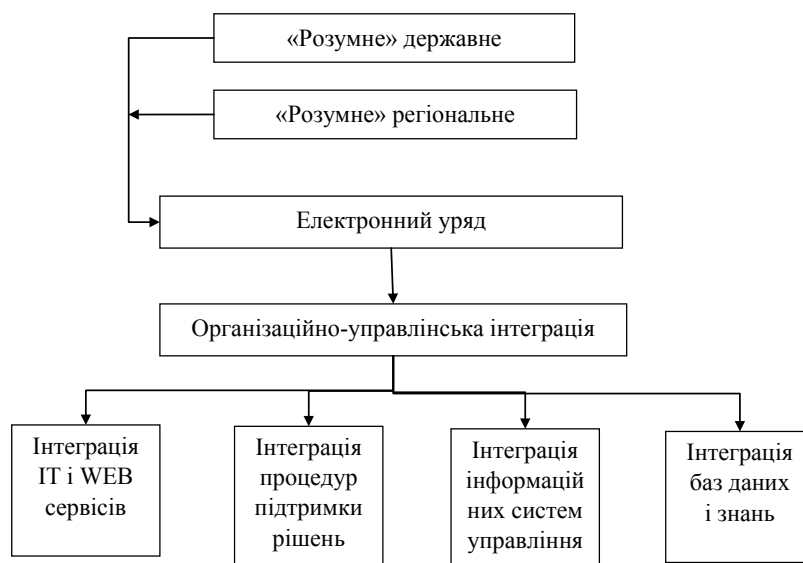 «Розумне» державне
«Розумне» регіональне
Електронний уряд
Організаційно-управлінська інтеграція
Інтеграція
ІТ і WEB
сервісів
Інтеграція
процедур
підтримки
рішень
Інтеграція
інформацій
них систем
управління
Інтеграція
баз даних
і знань